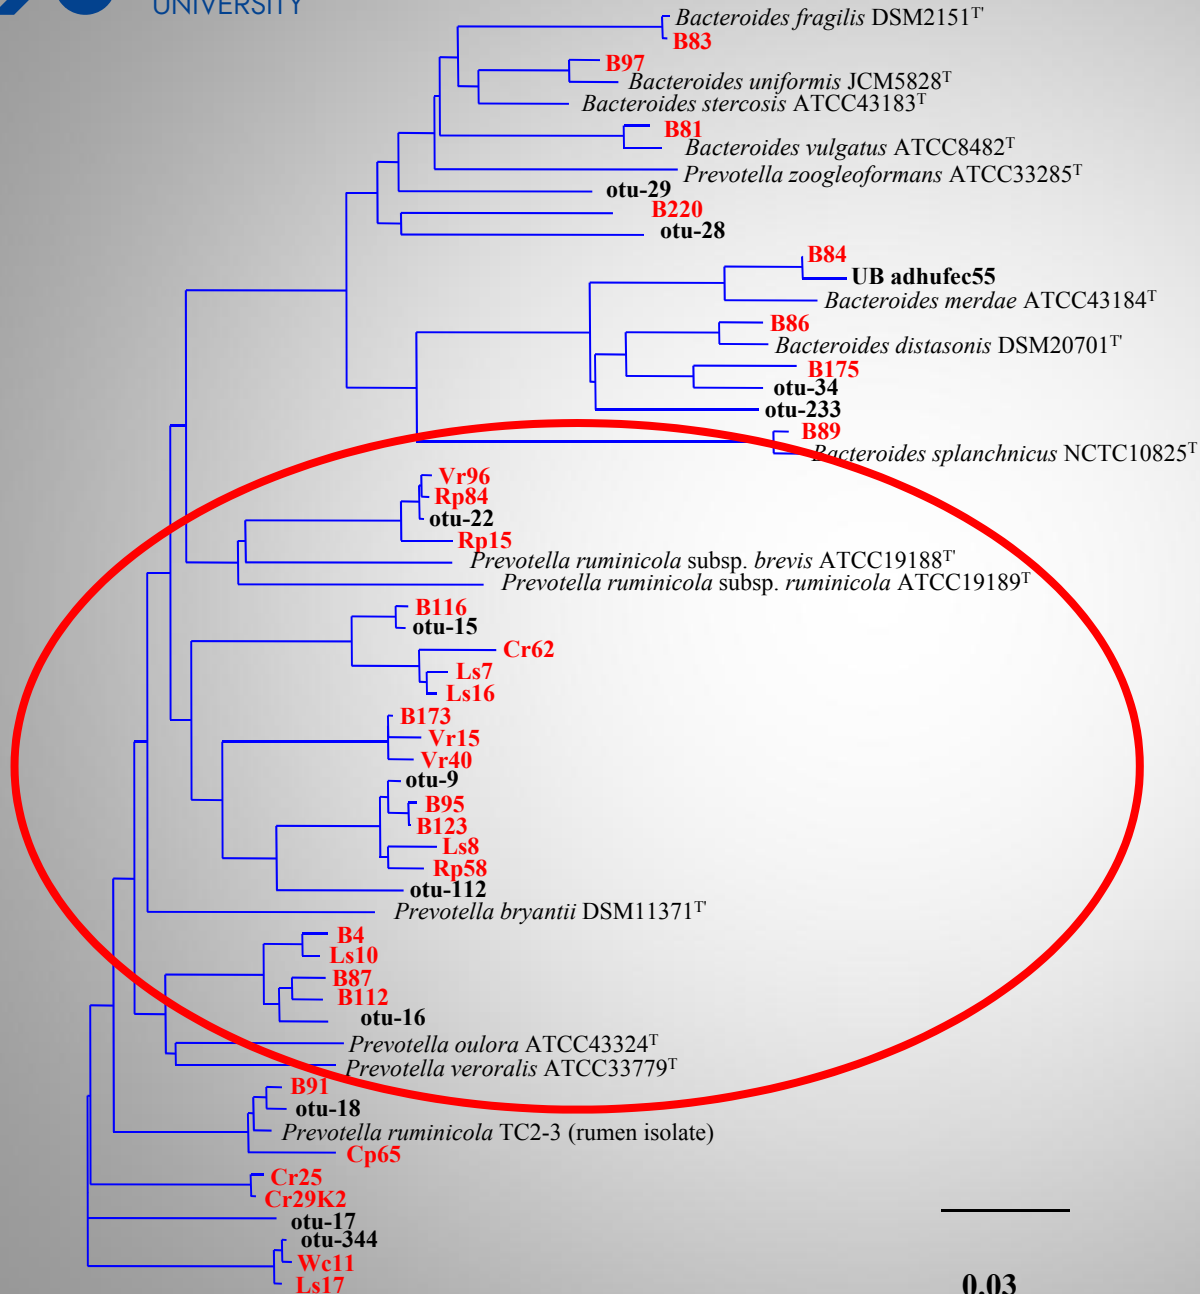 UNIVERSITY
Bacteroides fragilis DSM2151T'
B83
B97
Bacteroides uniformis JCM5828T
Bacteroides stercosis ATCC43183T
B81
Bacteroides vulgatus ATCC8482T
Prevotella zoogleoformans ATCC33285T
otu-29
B220
otu-28
B84
UB adhufec55
Bacteroides merdae ATCC43184T
B86
Bacteroides distasonis DSM20701T'
B175
otu-34
otu-233
B89
Bacteroides splanchnicus NCTC10825T
Vr96
Rp84
otu-22
Rp15
Prevotella ruminicola subsp. brevis ATCC19188T'
Prevotella ruminicola subsp. ruminicola ATCC19189T
B116
otu-15
Cr62
Ls7
Ls16
B173
Vr15
Vr40
otu-9
B95
B123
Ls8
Rp58
otu-112
Prevotella bryantii DSM11371T'
B4
Ls10
B87
B112
otu-16
Prevotella oulora ATCC43324T
Prevotella veroralis ATCC33779T
B91
otu-18
Prevotella ruminicola TC2-3 (rumen isolate)
Cp65
Cr25
Cr29K2
otu-17
otu-344
Wc11
Ls17
0.03